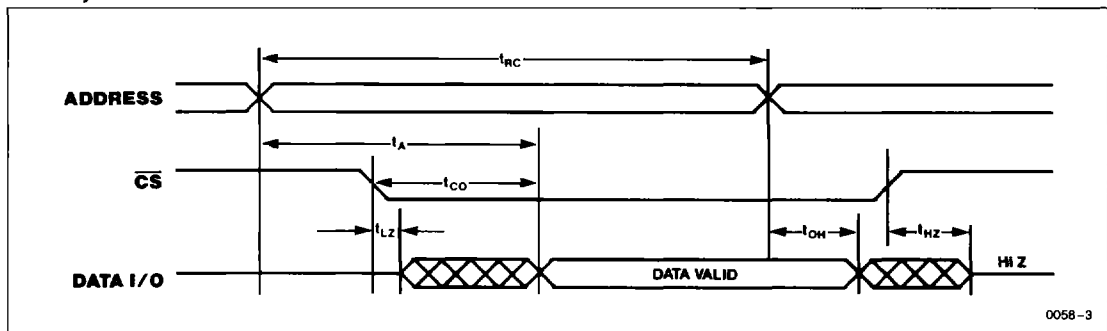 tRC
ADDRESS
tA
CS
tCO
tLZ
tOH
tHZ
DATA I/O
DATA VALID
HI Z
0058-3